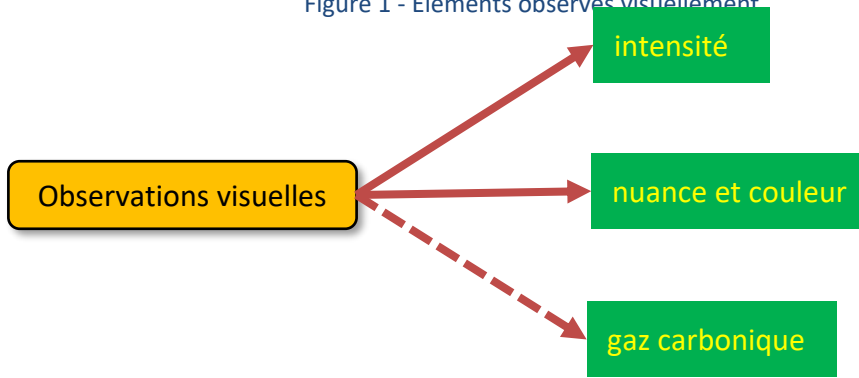 Figure 1 - Eléments observés visuellement
intensité
Observations visuelles
nuance et couleur
gaz carbonique